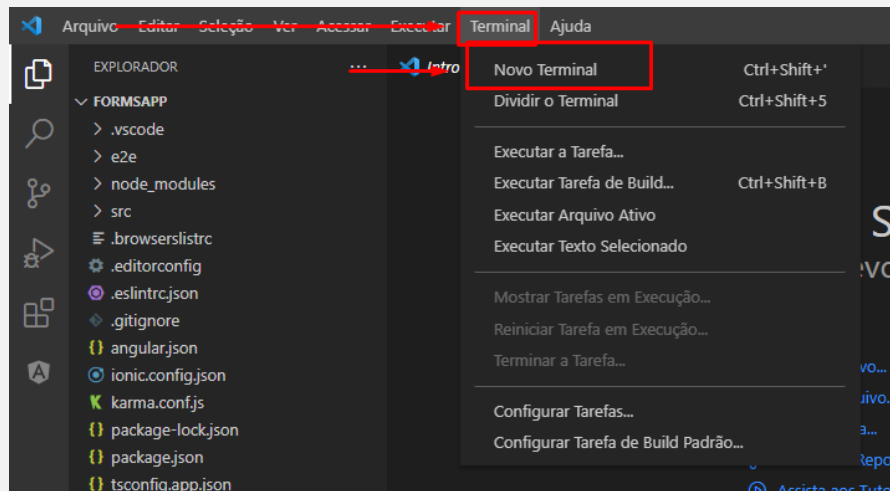 Arquivo Editar Seleção Ver Acessar Executar Terminal Ajuda
EXPLORADOR ...
Intro
FORMSAPP
.vscode
e2e
node_modules
src
.browserslistrc
.editorconfig
.eslintrc.json
.gitignore
angular.json
ionic.config.json
karma.conf.js
package-lock.json
package.json
tsconfig.app.json
Novo Terminal Ctrl+Shift+'
Dividir o Terminal Ctrl+Shift+5
Executar a Tarefa...
Executar Tarefa de Build... Ctrl+Shift+B
Executar Arquivo Ativo
Executar Texto Selecionado
Mostrar Tarefas em Execução...
Reiniciar Tarefa em Execução...
Terminar a Tarefa...
Configurar Tarefas...
Configurar Tarefa de Build Padrão...
Assista aos